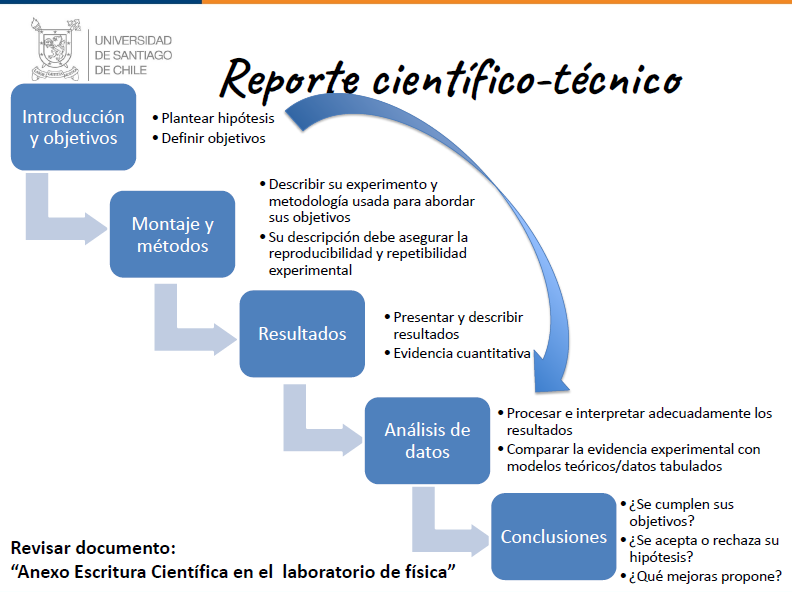 UNIVERSIDAD
DE SANTIAGO
DE CHILE
Reporte científico-técnico
Introducción
y objetivos
• Plantear hipótesis
• Definir objetivos
Montaje y
métodos
• Describir su experimento y
metodología usada para abordar
sus objetivos
• Su descripción debe asegurar la
reproducibilidad y repetibilidad
experimental
Resultados
• Presentar y describir
resultados
• Evidencia cuantitativa
Análisis de
datos
• Procesar e interpretar adecuadamente los
resultados
• Comparar la evidencia experimental con
modelos teóricos/datos tabulados
Conclusiones
• ¿Se cumplen sus
objetivos?
• ¿Se acepta o rechaza su
hipótesis?
• ¿Qué mejoras propone?
Revisar documento:
“Anexo Escritura Científica en el  laboratorio de física”